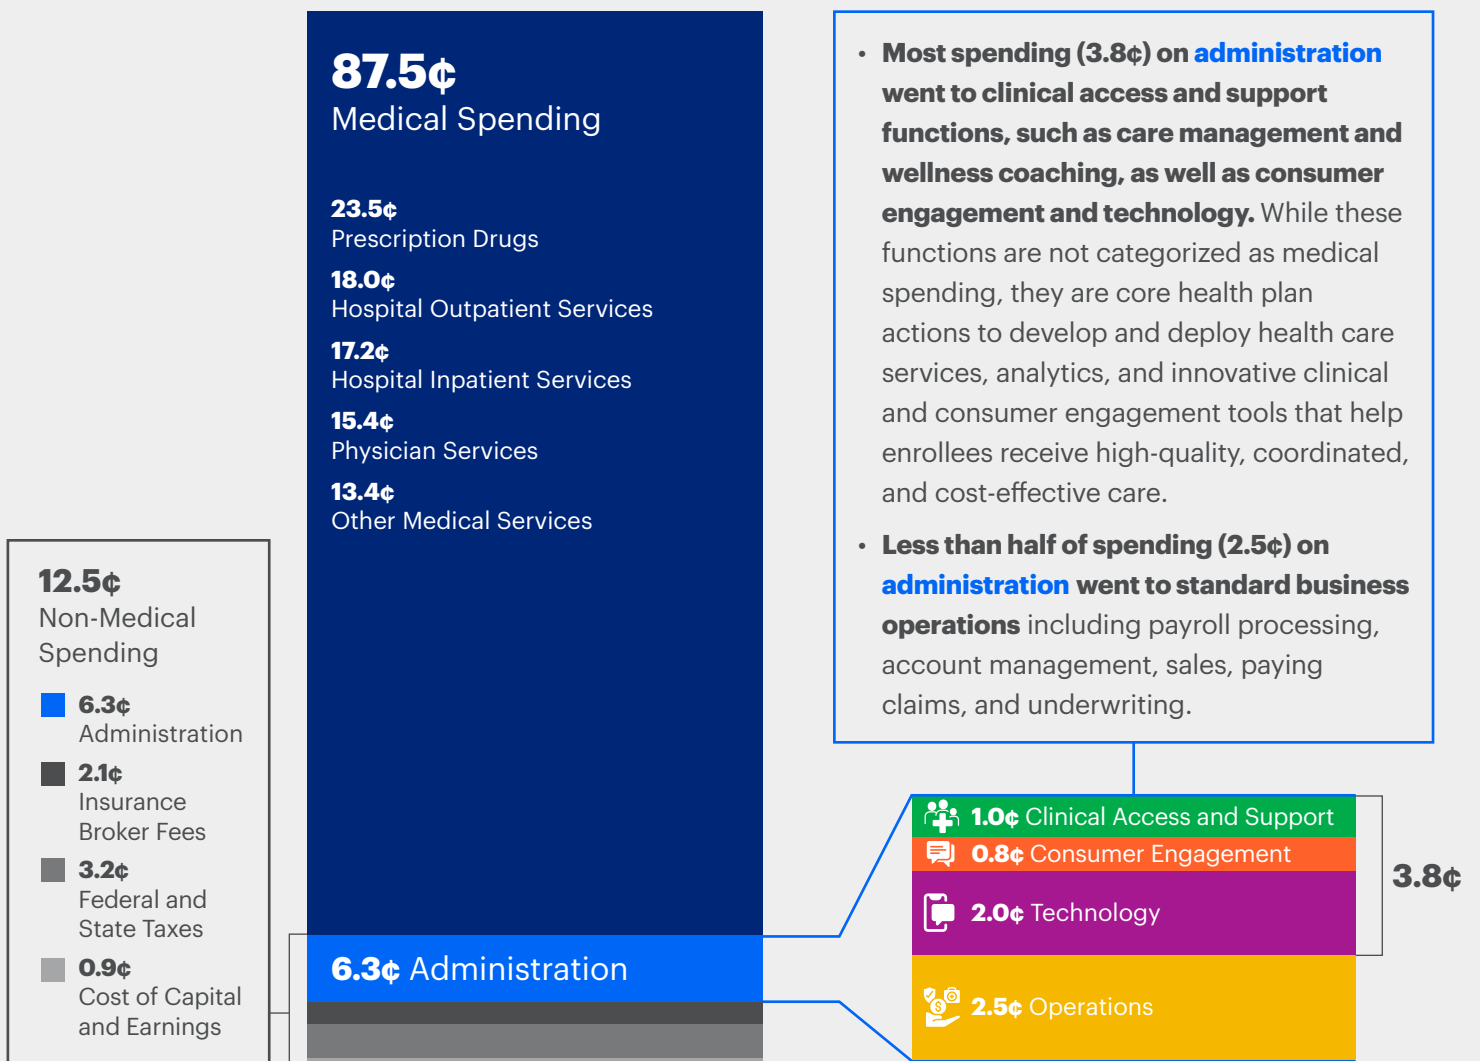 87.5¢
Medical Spending
23.5¢
Prescription Drugs
18.0¢
Hospital Outpatient Services
17.2¢
Hospital Inpatient Services
15.4¢
Physician Services
13.4¢
Other Medical Services
12.5¢
Non-Medical
Spending
6.3¢
Administration
2.1¢
Insurance
Broker Fees
3.2¢
Federal and
State Taxes
0.9¢
Cost of Capital
and Earnings
6.3¢ Administration
• Most spending (3.8¢) on administration
went to clinical access and support
functions, such as care management and
wellness coaching, as well as consumer
engagement and technology. While these
functions are not categorized as medical
spending, they are core health plan
actions to develop and deploy health care
services, analytics, and innovative clinical
and consumer engagement tools that help
enrollees receive high-quality, coordinated,
and cost-effective care.
• Less than half of spending (2.5¢) on
administration went to standard business
operations including payroll processing,
account management, sales, paying
claims, and underwriting.
1.0¢ Clinical Access and Support
0.8¢ Consumer Engagement
2.0¢ Technology
3.8¢
2.5¢ Operations